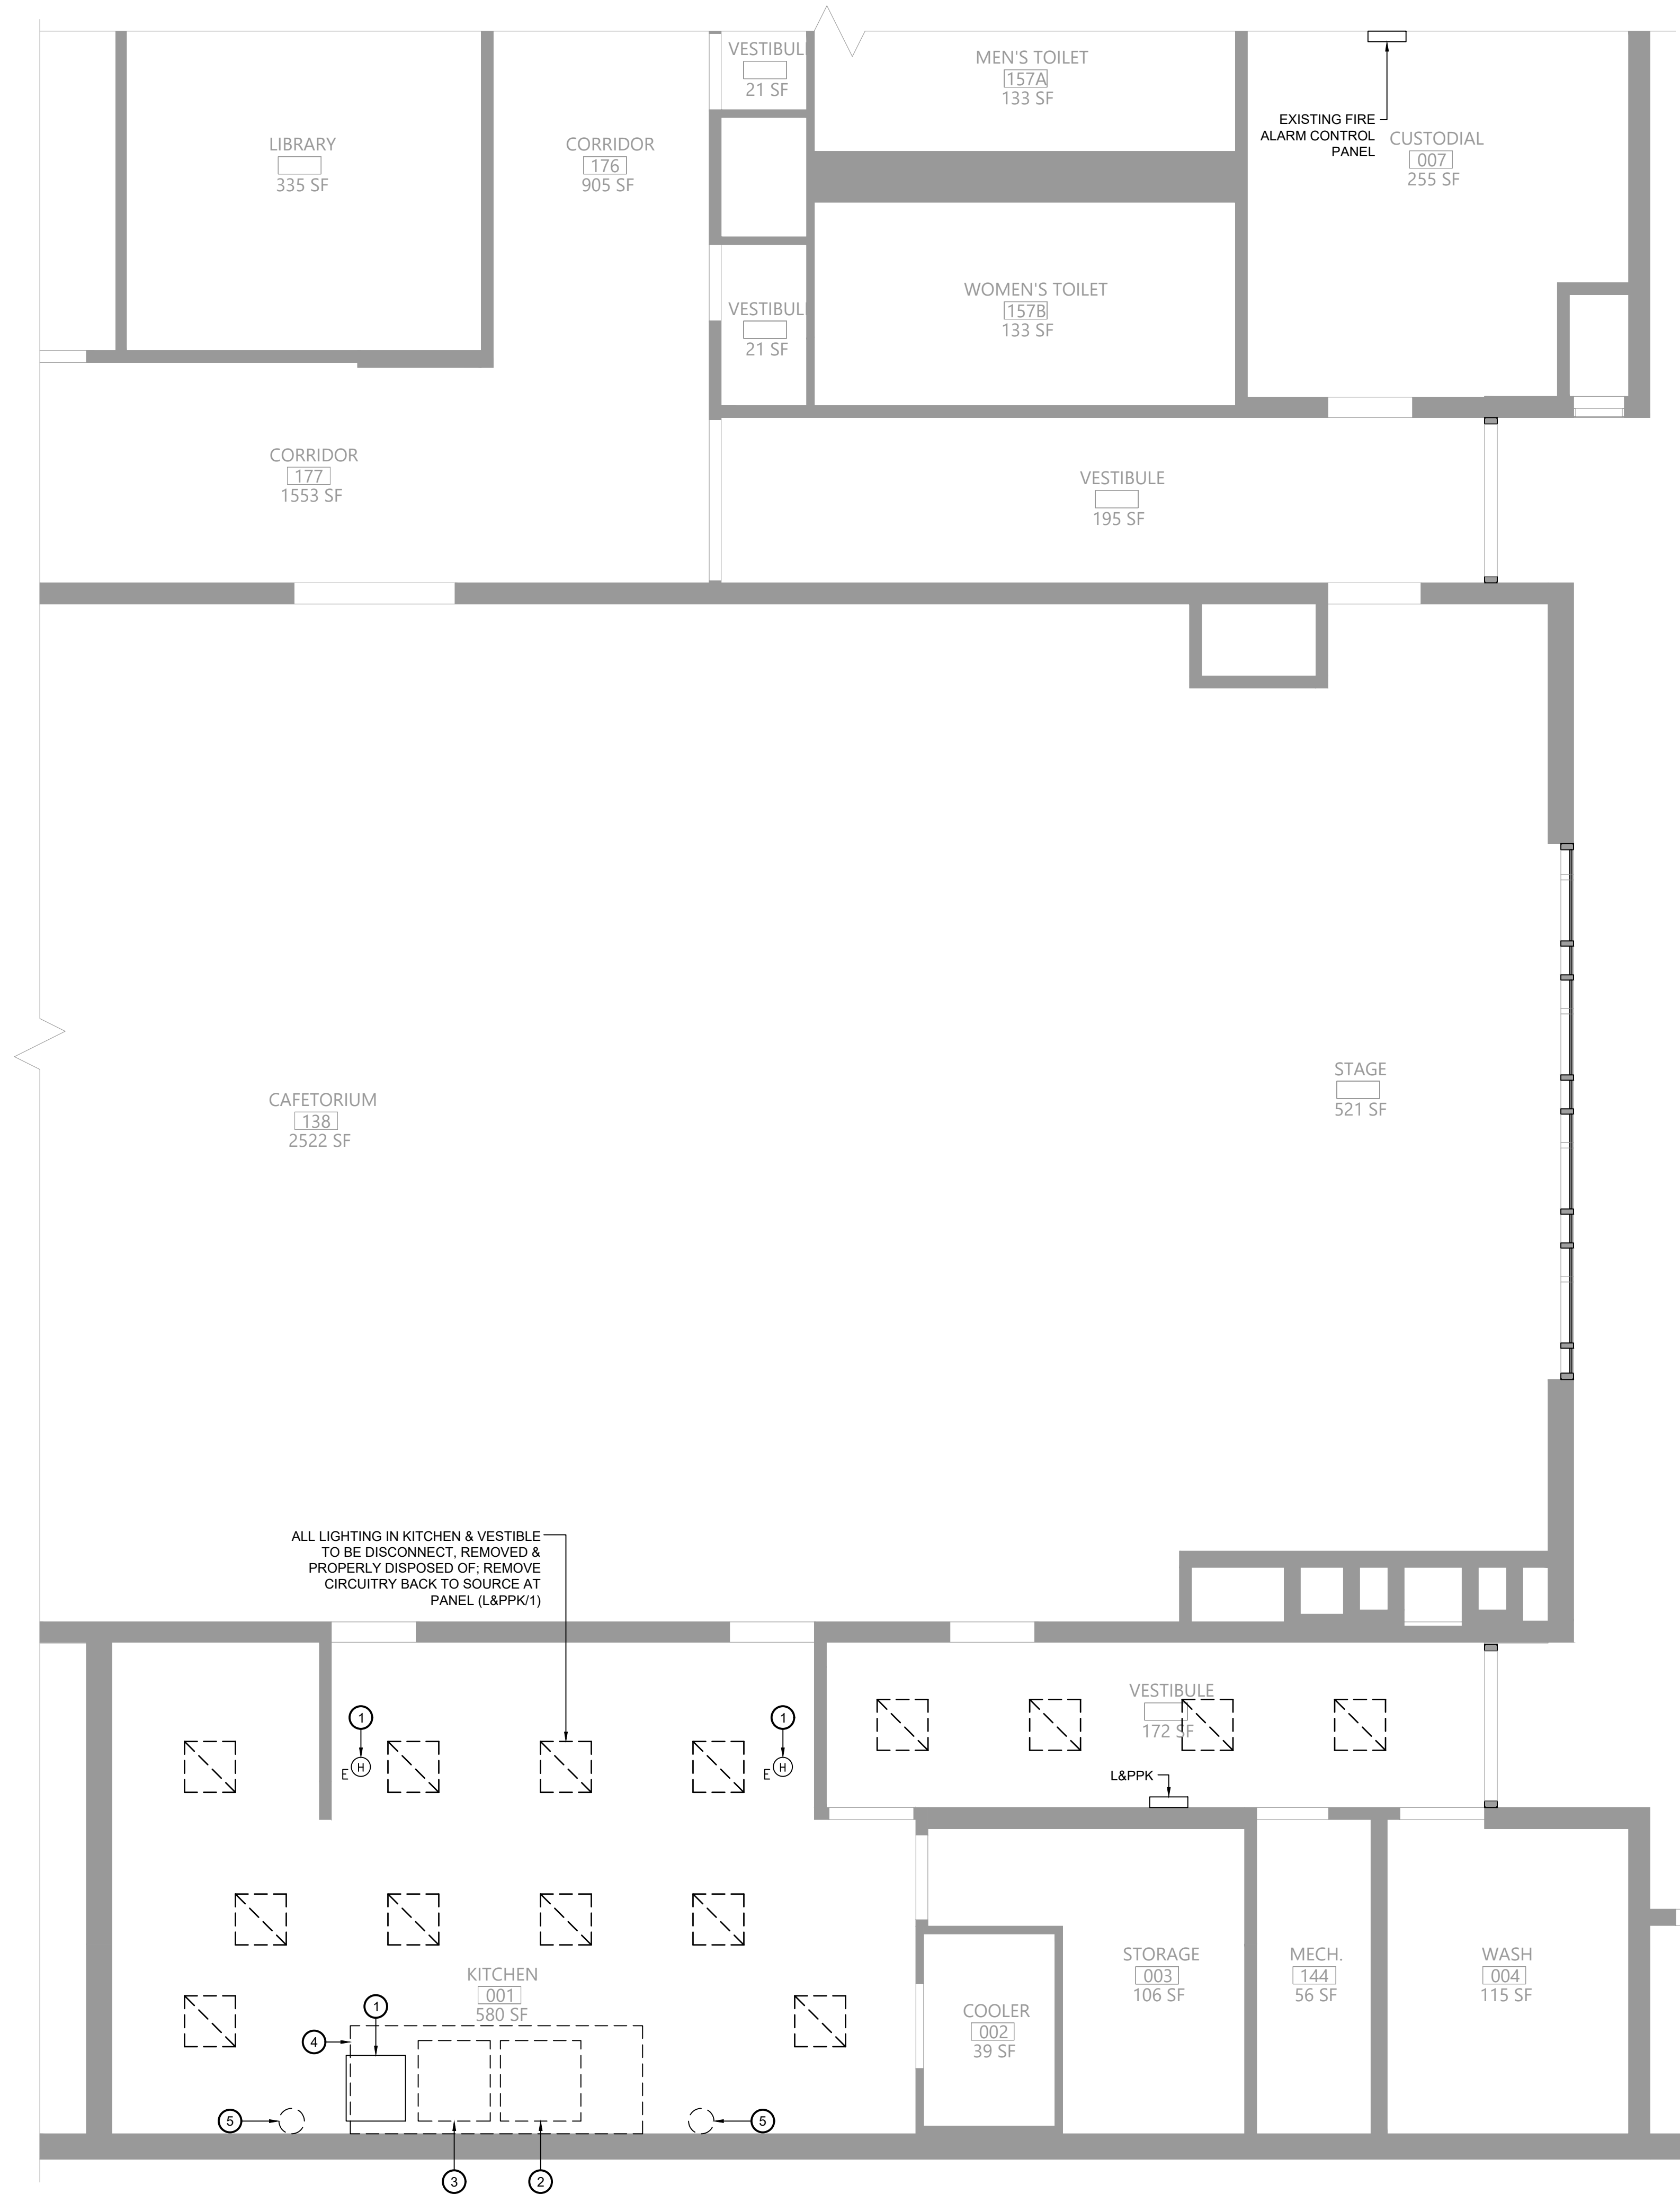 VESTIBUL
21 SF
MEN'S TOILET
157A
133 SF
EXISTING FIRE
ALARM CONTROL
PANEL
CUSTODIAL
007
255 SF
LIBRARY
335 SF
CORRIDOR
176
905 SF
WOMEN'S TOILET
157B
133 SF
VESTIBUL
21 SF
CORRIDOR
177
1553 SF
VESTIBULE
195 SF
STAGE
521 SF
CAFETORIUM
138
2522 SF
ALL LIGHTING IN KITCHEN & VESTIBLE
TO BE DISCONNECT, REMOVED &
PROPERLY DISPOSED OF; REMOVE
CIRCUITRY BACK TO SOURCE AT
PANEL (L&PPK/1)
VESTIBULE
172 SF
1
E H
1
E H
L&PPK
KITCHEN
001
580 SF
STORAGE
003
106 SF
MECH.
144
56 SF
WASH
004
115 SF
COOLER
002
39 SF
1
4
5
5
3
2